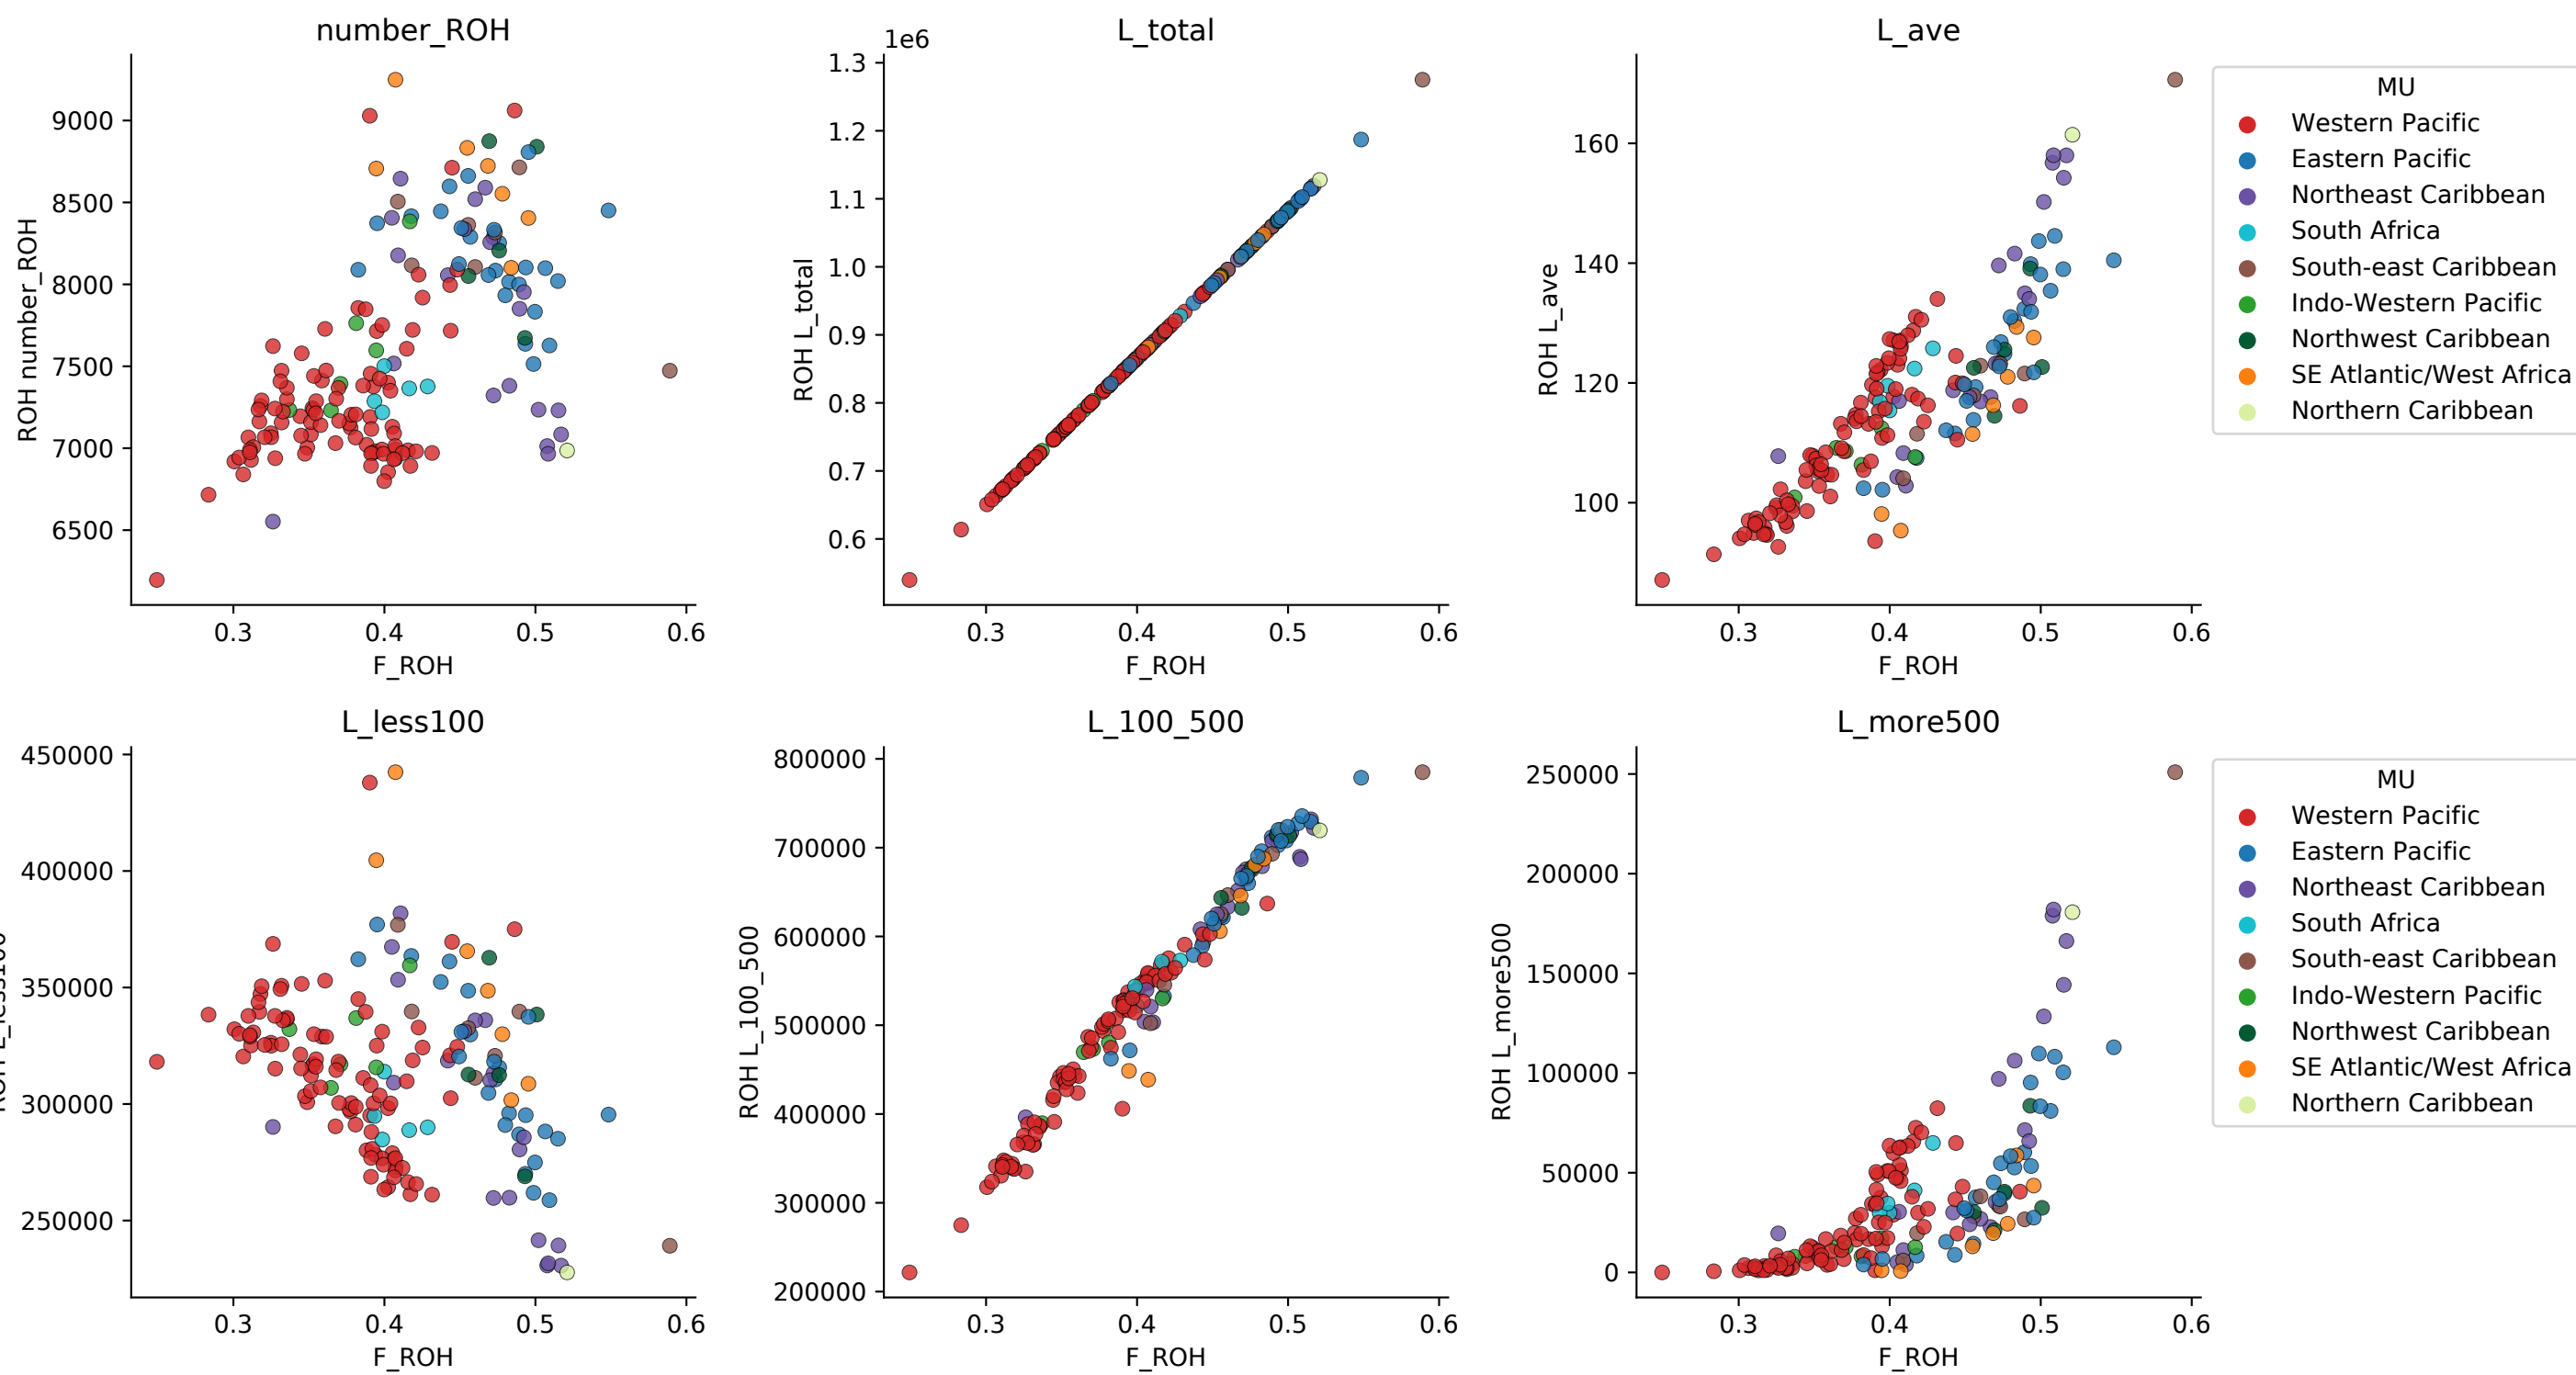 number_ROH
ROH number_ROH
9000
8500
8000
7500
7000
6500
0.3 0.4 0.5 0.6
F_ROH
L_total
1e6
ROH L_total
1.3
1.2
1.1
1.0
0.9
0.8
0.7
0.6
0.3 0.4 0.5 0.6
F_ROH
L_ave
ROH L_ave
160
140
120
100
0.3 0.4 0.5 0.6
F_ROH
MU
Western Pacific
Eastern Pacific
Northeast Caribbean
South Africa
South-east Caribbean
Indo-Western Pacific
Northwest Caribbean
SE Atlantic/West Africa
Northern Caribbean
L_less100
ROH L_less100
450000
400000
350000
300000
250000
0.3 0.4 0.5 0.6
F_ROH
L_100_500
ROH L_100_500
800000
700000
600000
500000
400000
300000
200000
0.3 0.4 0.5 0.6
F_ROH
L_more500
ROH L_more500
250000
200000
150000
100000
50000
0
0.3 0.4 0.5 0.6
F_ROH
MU
Western Pacific
Eastern Pacific
Northeast Caribbean
South Africa
South-east Caribbean
Indo-Western Pacific
Northwest Caribbean
SE Atlantic/West Africa
Northern Caribbean